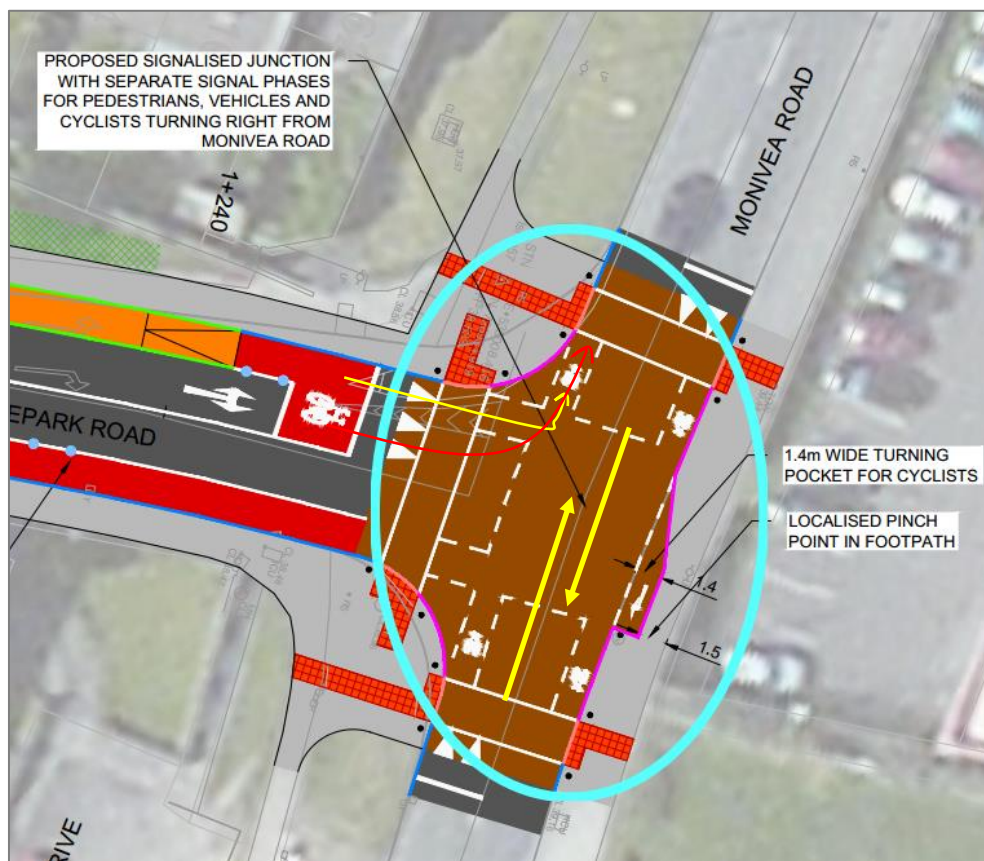 PROPOSED SIGNALISED JUNCTION
WITH SEPARATE SIGNAL PHASES
FOR PEDESTRIANS, VEHICLES AND
CYCLISTS TURNING RIGHT FROM
MONIVEA ROAD
MONIVEA ROAD
1+240
EPARK ROAD
1.4m WIDE TURNING
POCKET FOR CYCLISTS
LOCALISED PINCH
POINT IN FOOTPATH
1.4
1.5
RIVE